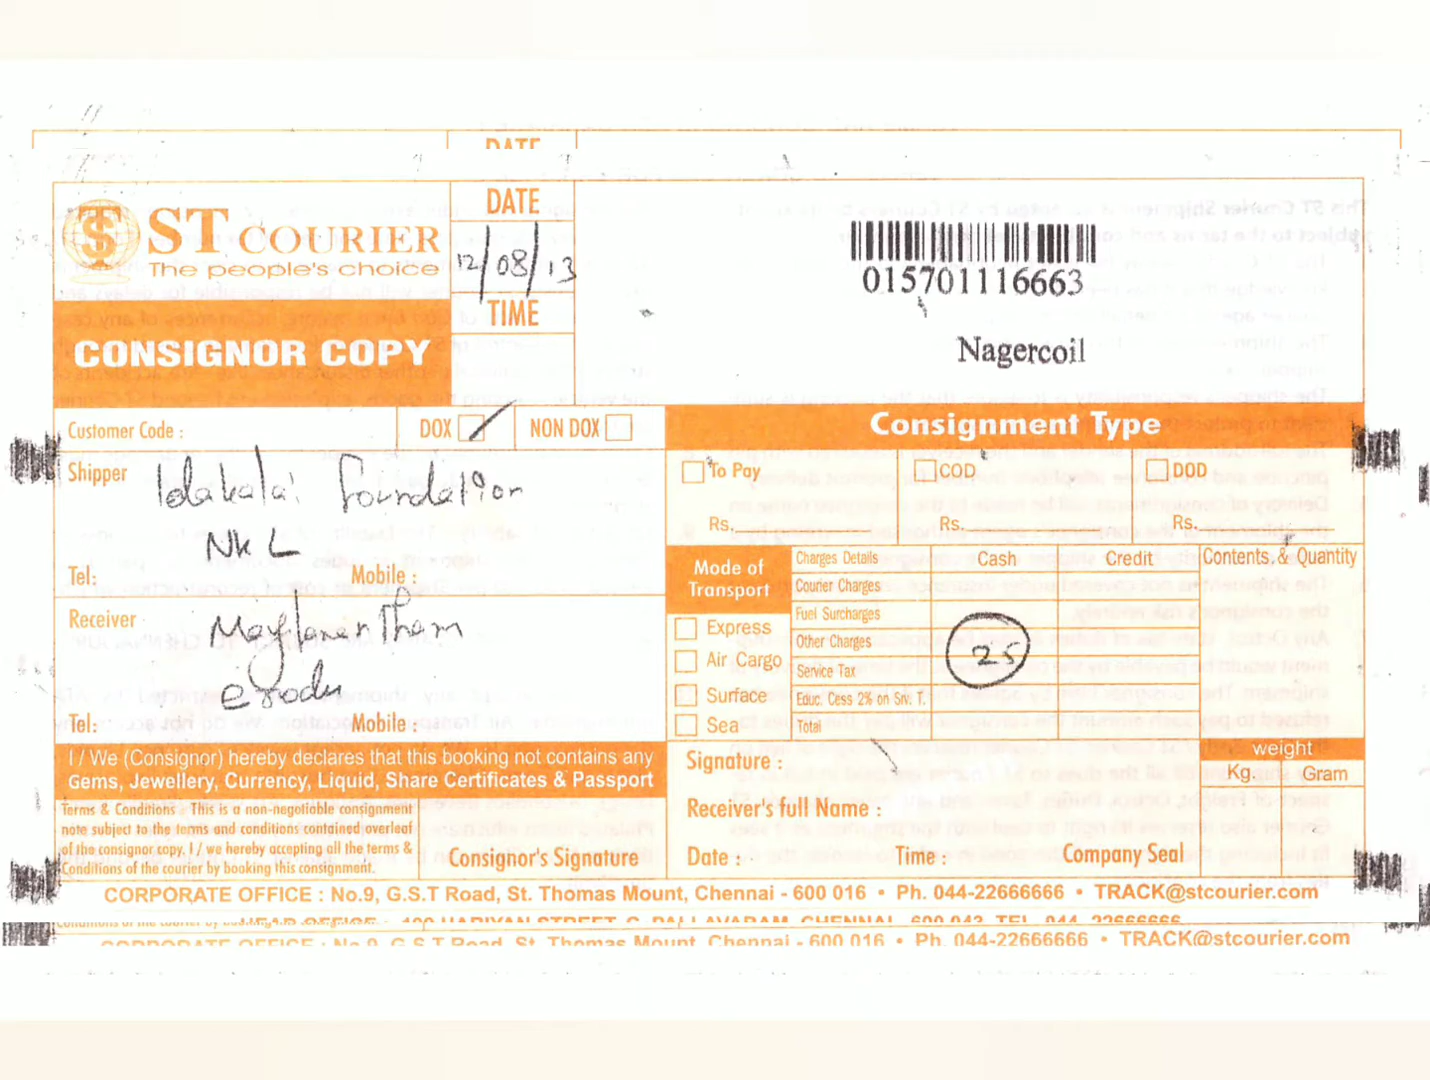 DATE
ST COURIER
The people's choice
DATE
12/08/13
TIME
CONSIGNOR COPY
015701116663
Nagercoil
Customer Code :
DOX
NON DOX
Consignment Type
Shipper
Foundation
NKL
Tel:
Mobile :
To Pay
COD
DOD
Rs.
Rs.
Rs.
Receiver
erode
Tel:
Mobile :
Mode of
Transport
Express
Air Cargo
Surface
Sea
Charges Details
Cash
Credit
Contents, & Quantity
Courier Charges
Fuel Surcharges
Other Charges
25
Service Tax
Educ. Cess 2% on Srv. T.
Total
I / We (Consignor) hereby declares that this booking not contains any
Gems, Jewellery, Currency, Liquid, Share Certificates & Passport
weight
Kg.
Gram
Signature :
Terms & Conditions : This is a non-negotiable consignment
note subject to the terms and conditions contained overleaf
of the consignor copy, I / we hereby accepting all the terms &
Conditions of the courier by booking this consignment.
Consignor's Signature
Receiver's full Name :
Date :
Time :
Company Seal
CORPORATE OFFICE : No.9, G.S.T Road, St. Thomas Mount, Chennai - 600 016 • Ph. 044-22666666 • TRACK@stcourier.com
CORPORATE OFFICE : No.9, G.S.T Road, St. Thomas Mount, Chennai - 600 016 • Ph. 044-22666666 • TRACK@stcourier.com